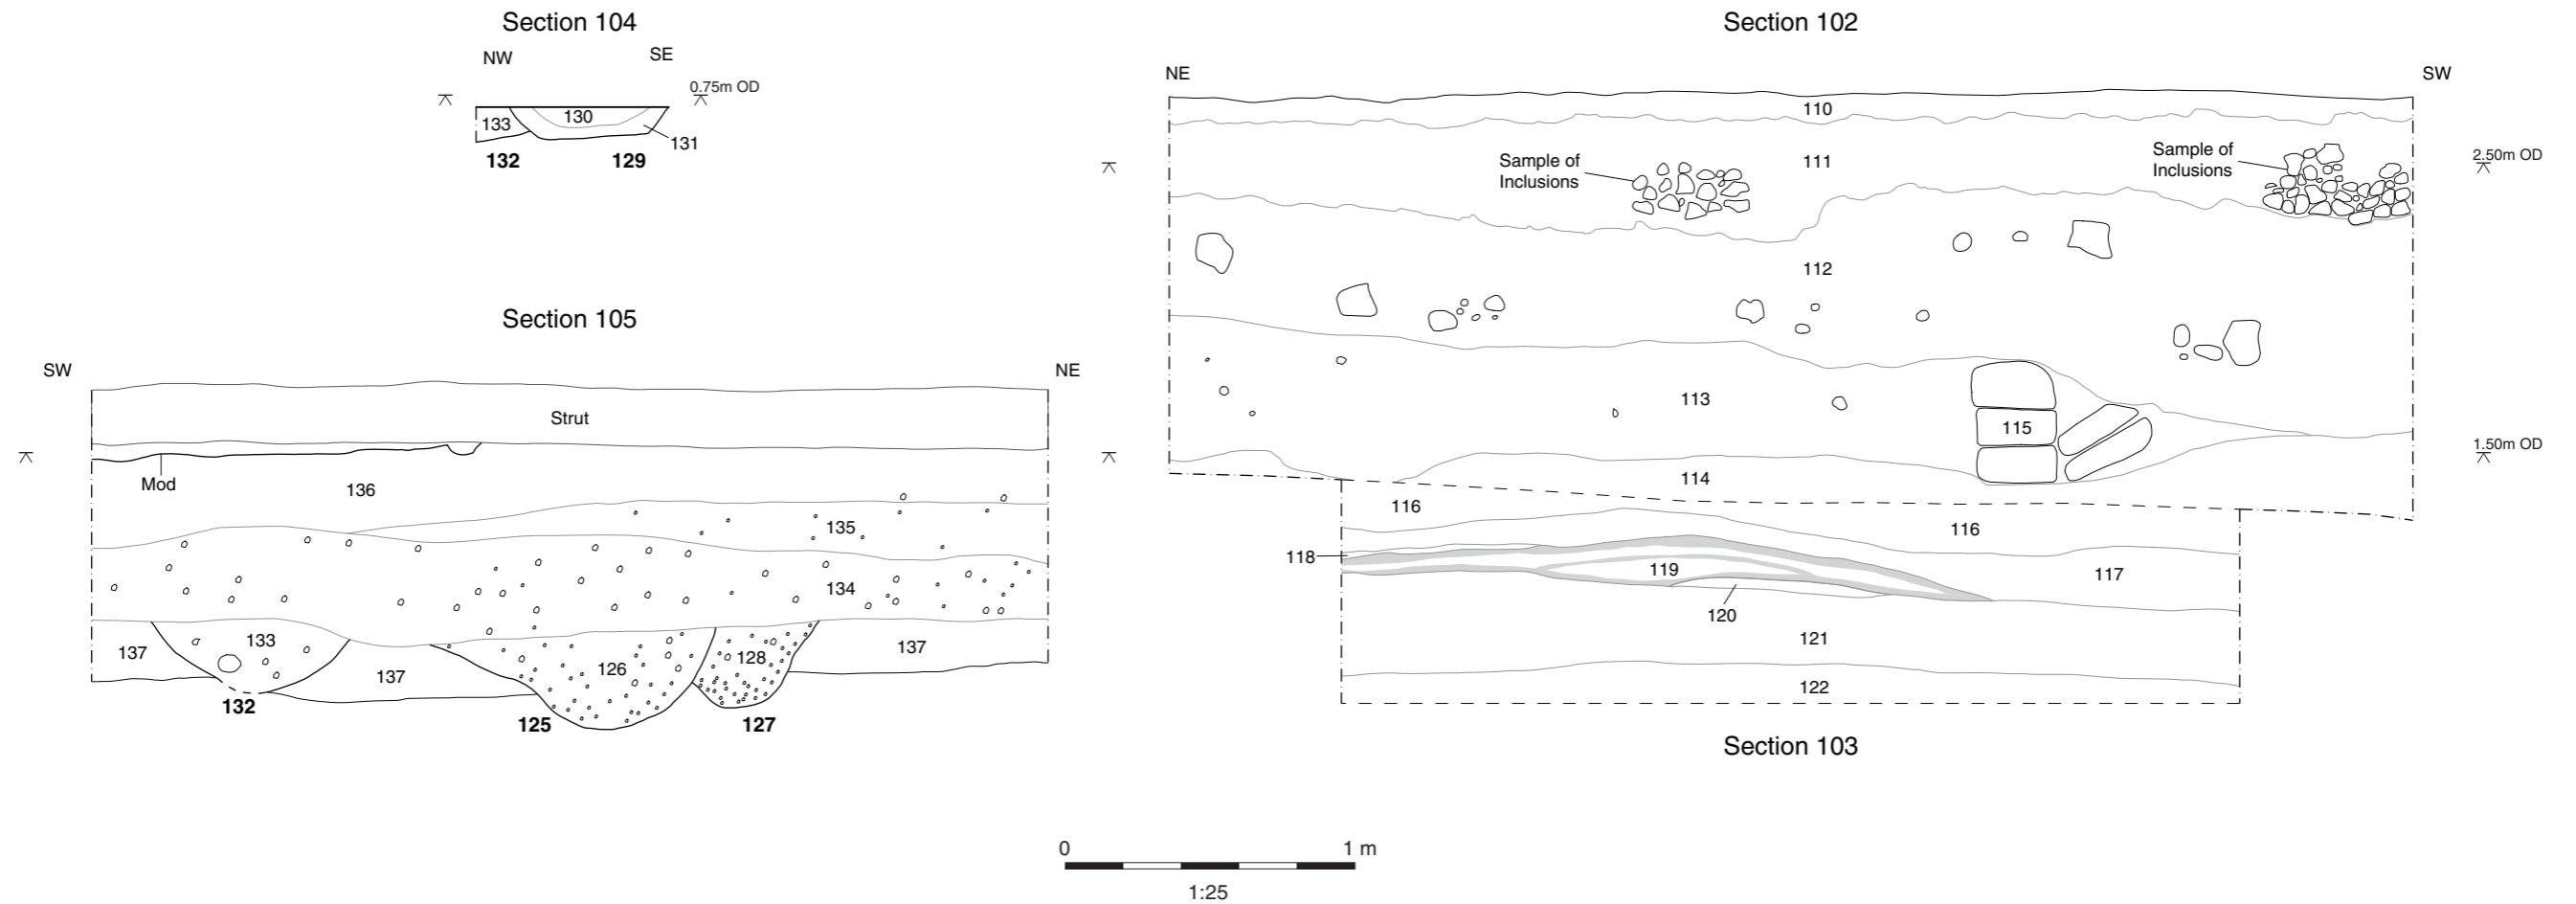 Section 104
NW
SE
0.75m OD
133
130
131
132
129
Section 105
SW
NE
Strut
Mod
136
135
134
133
137
137
137
126
128
132
125
127
Section 102
NE
SW
110
111
Sample of
Inclusions
Sample of
Inclusions
2.50m OD
112
113
115
1.50m OD
114
116
116
118
119
117
120
121
122
Section 103
0
1 m
1:25